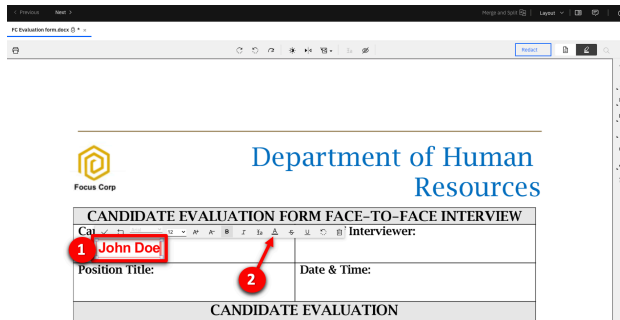 Previous Next Merge and Split Layout
FC Evaluation form.docx * ×
Redact
Department of Human
Resources
Focus Corp
CANDIDATE EVALUATION FORM FACE-TO-FACE INTERVIEW
12 A+ A- B I A S U Interviewer:
1 John Doe
Position Title: Date & Time:
2
CANDIDATE EVALUATION